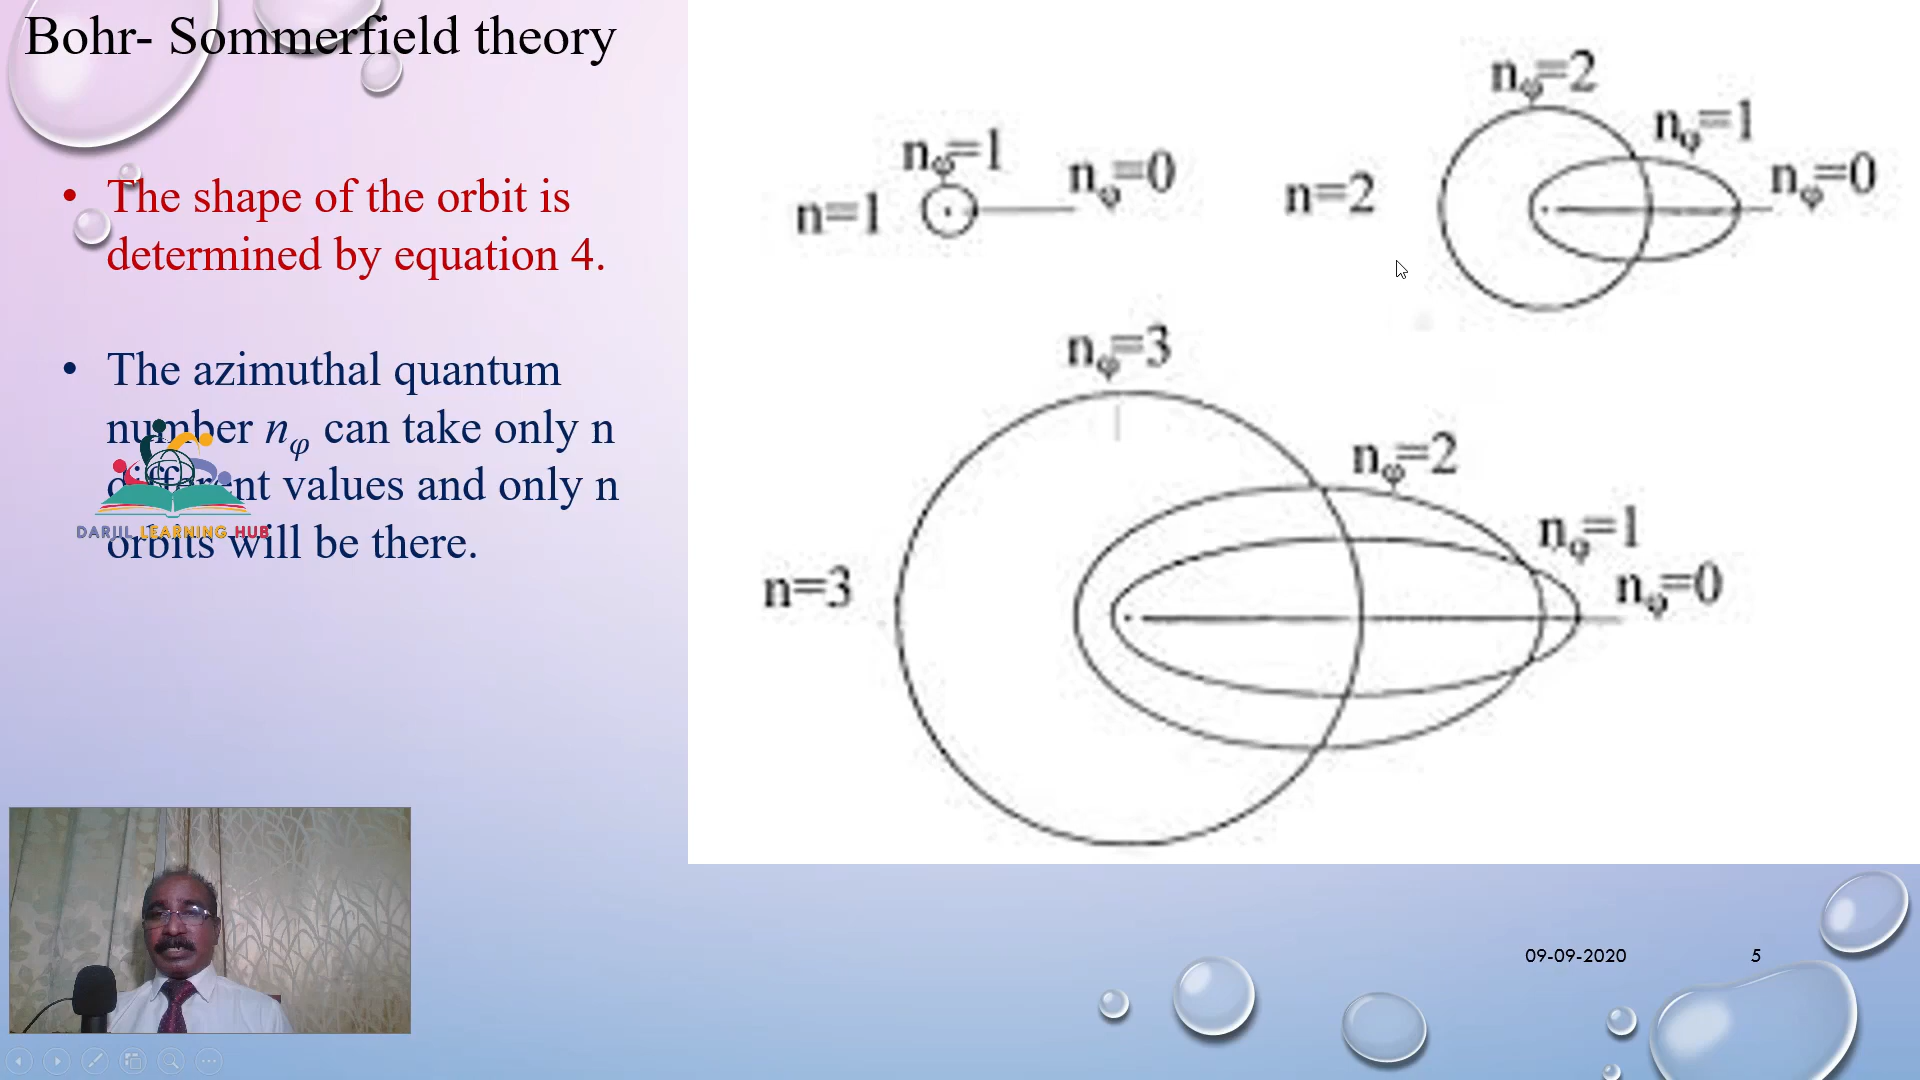 Bohr- Sommerfield theory
• The shape of the orbit is
determined by equation 4.
• The azimuthal quantum
number nφ can take only n
different values and only n
orbits will be there.
DARIIL LEARNING HUB
nφ=1
nφ=0
n=1
nφ=2
nφ=1
nφ=0
n=2
nφ=3
nφ=2
nφ=1
nφ=0
n=3
09-09-2020
5